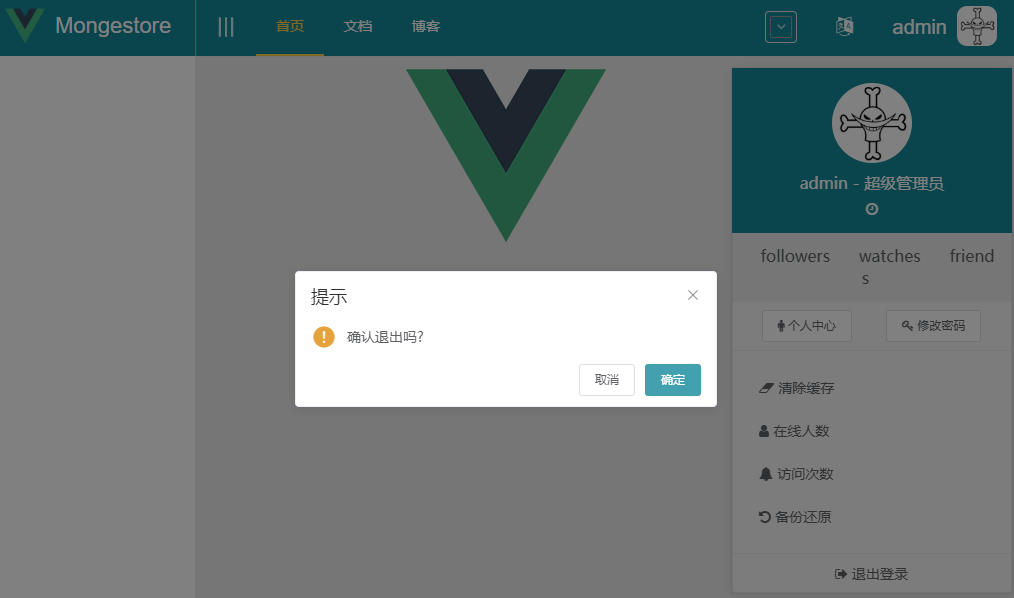 Mongestore
首页 文档 博客
admin
admin - 超级管理员
followers watches friend
s
提示
确认退出吗?
取消 确定
个人中心 修改密码
清除缓存
在线人数
访问次数
备份还原
退出登录